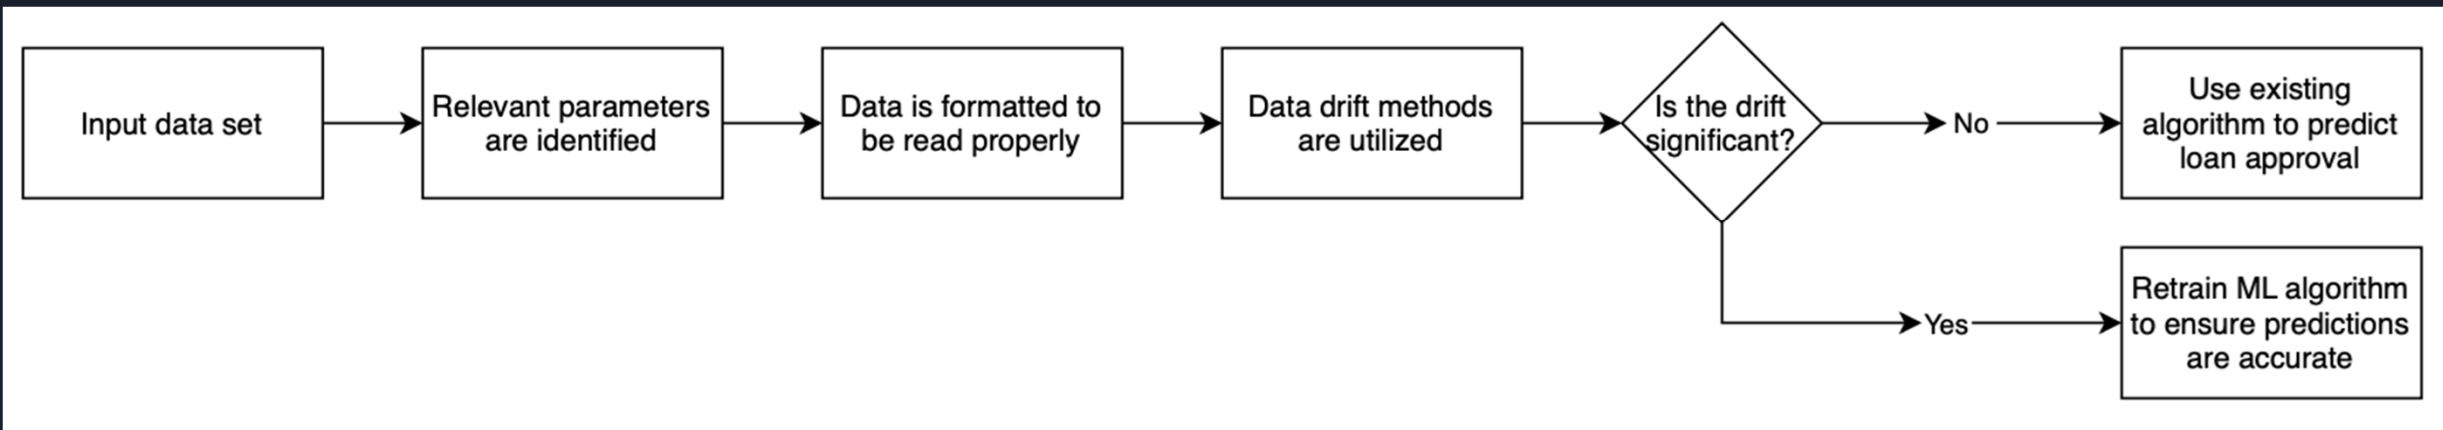 Input data set
Relevant parameters
are identified
Data is formatted to
be read properly
Data drift methods
are utilized
Is the drift
significant?
No
Use existing
algorithm to predict
loan approval
Yes
Retrain ML algorithm
to ensure predictions
are accurate